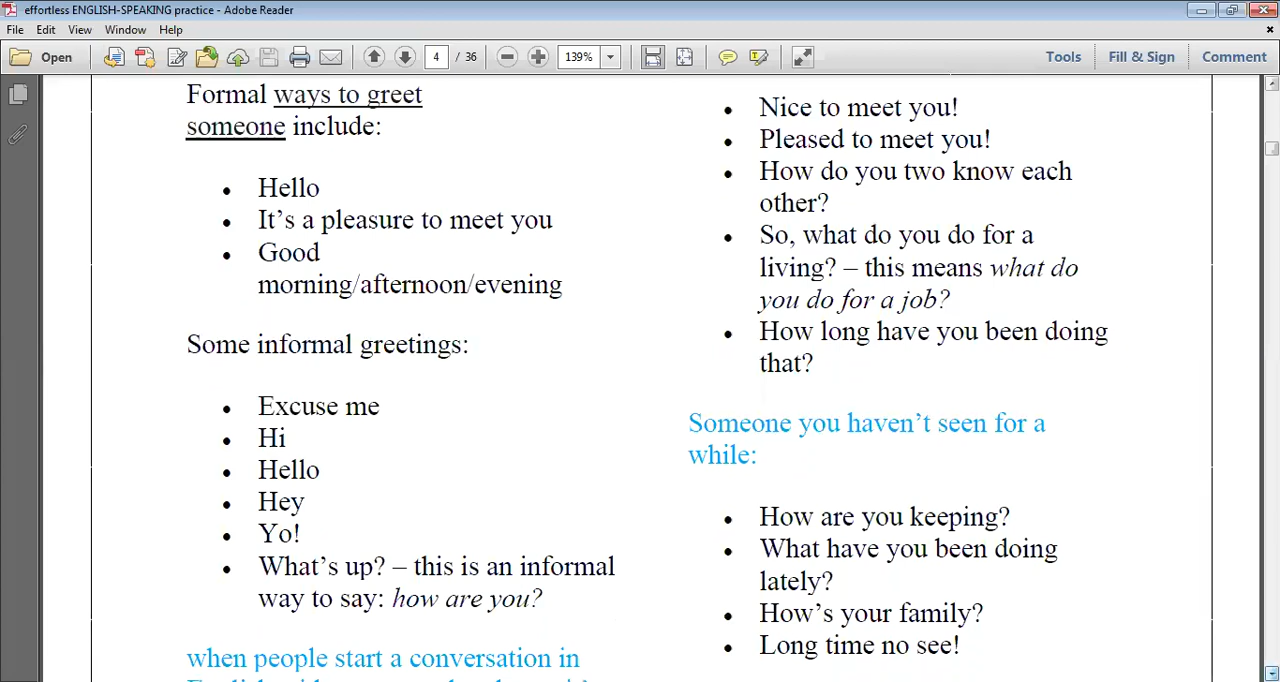 effortless ENGLISH-SPEAKING practice - Adobe Reader
File Edit View Window Help
Open 4 / 36 139% Tools Fill & Sign Comment
Formal ways to greet
someone include:
• Hello
• It’s a pleasure to meet you
• Good
morning/afternoon/evening
Some informal greetings:
• Excuse me
• Hi
• Hello
• Hey
• Yo!
• What’s up? – this is an informal
way to say: how are you?
when people start a conversation in
• Nice to meet you!
• Pleased to meet you!
• How do you two know each
other?
• So, what do you do for a
living? – this means what do
you do for a job?
• How long have you been doing
that?
Someone you haven’t seen for a
while:
• How are you keeping?
• What have you been doing
lately?
• How’s your family?
• Long time no see!